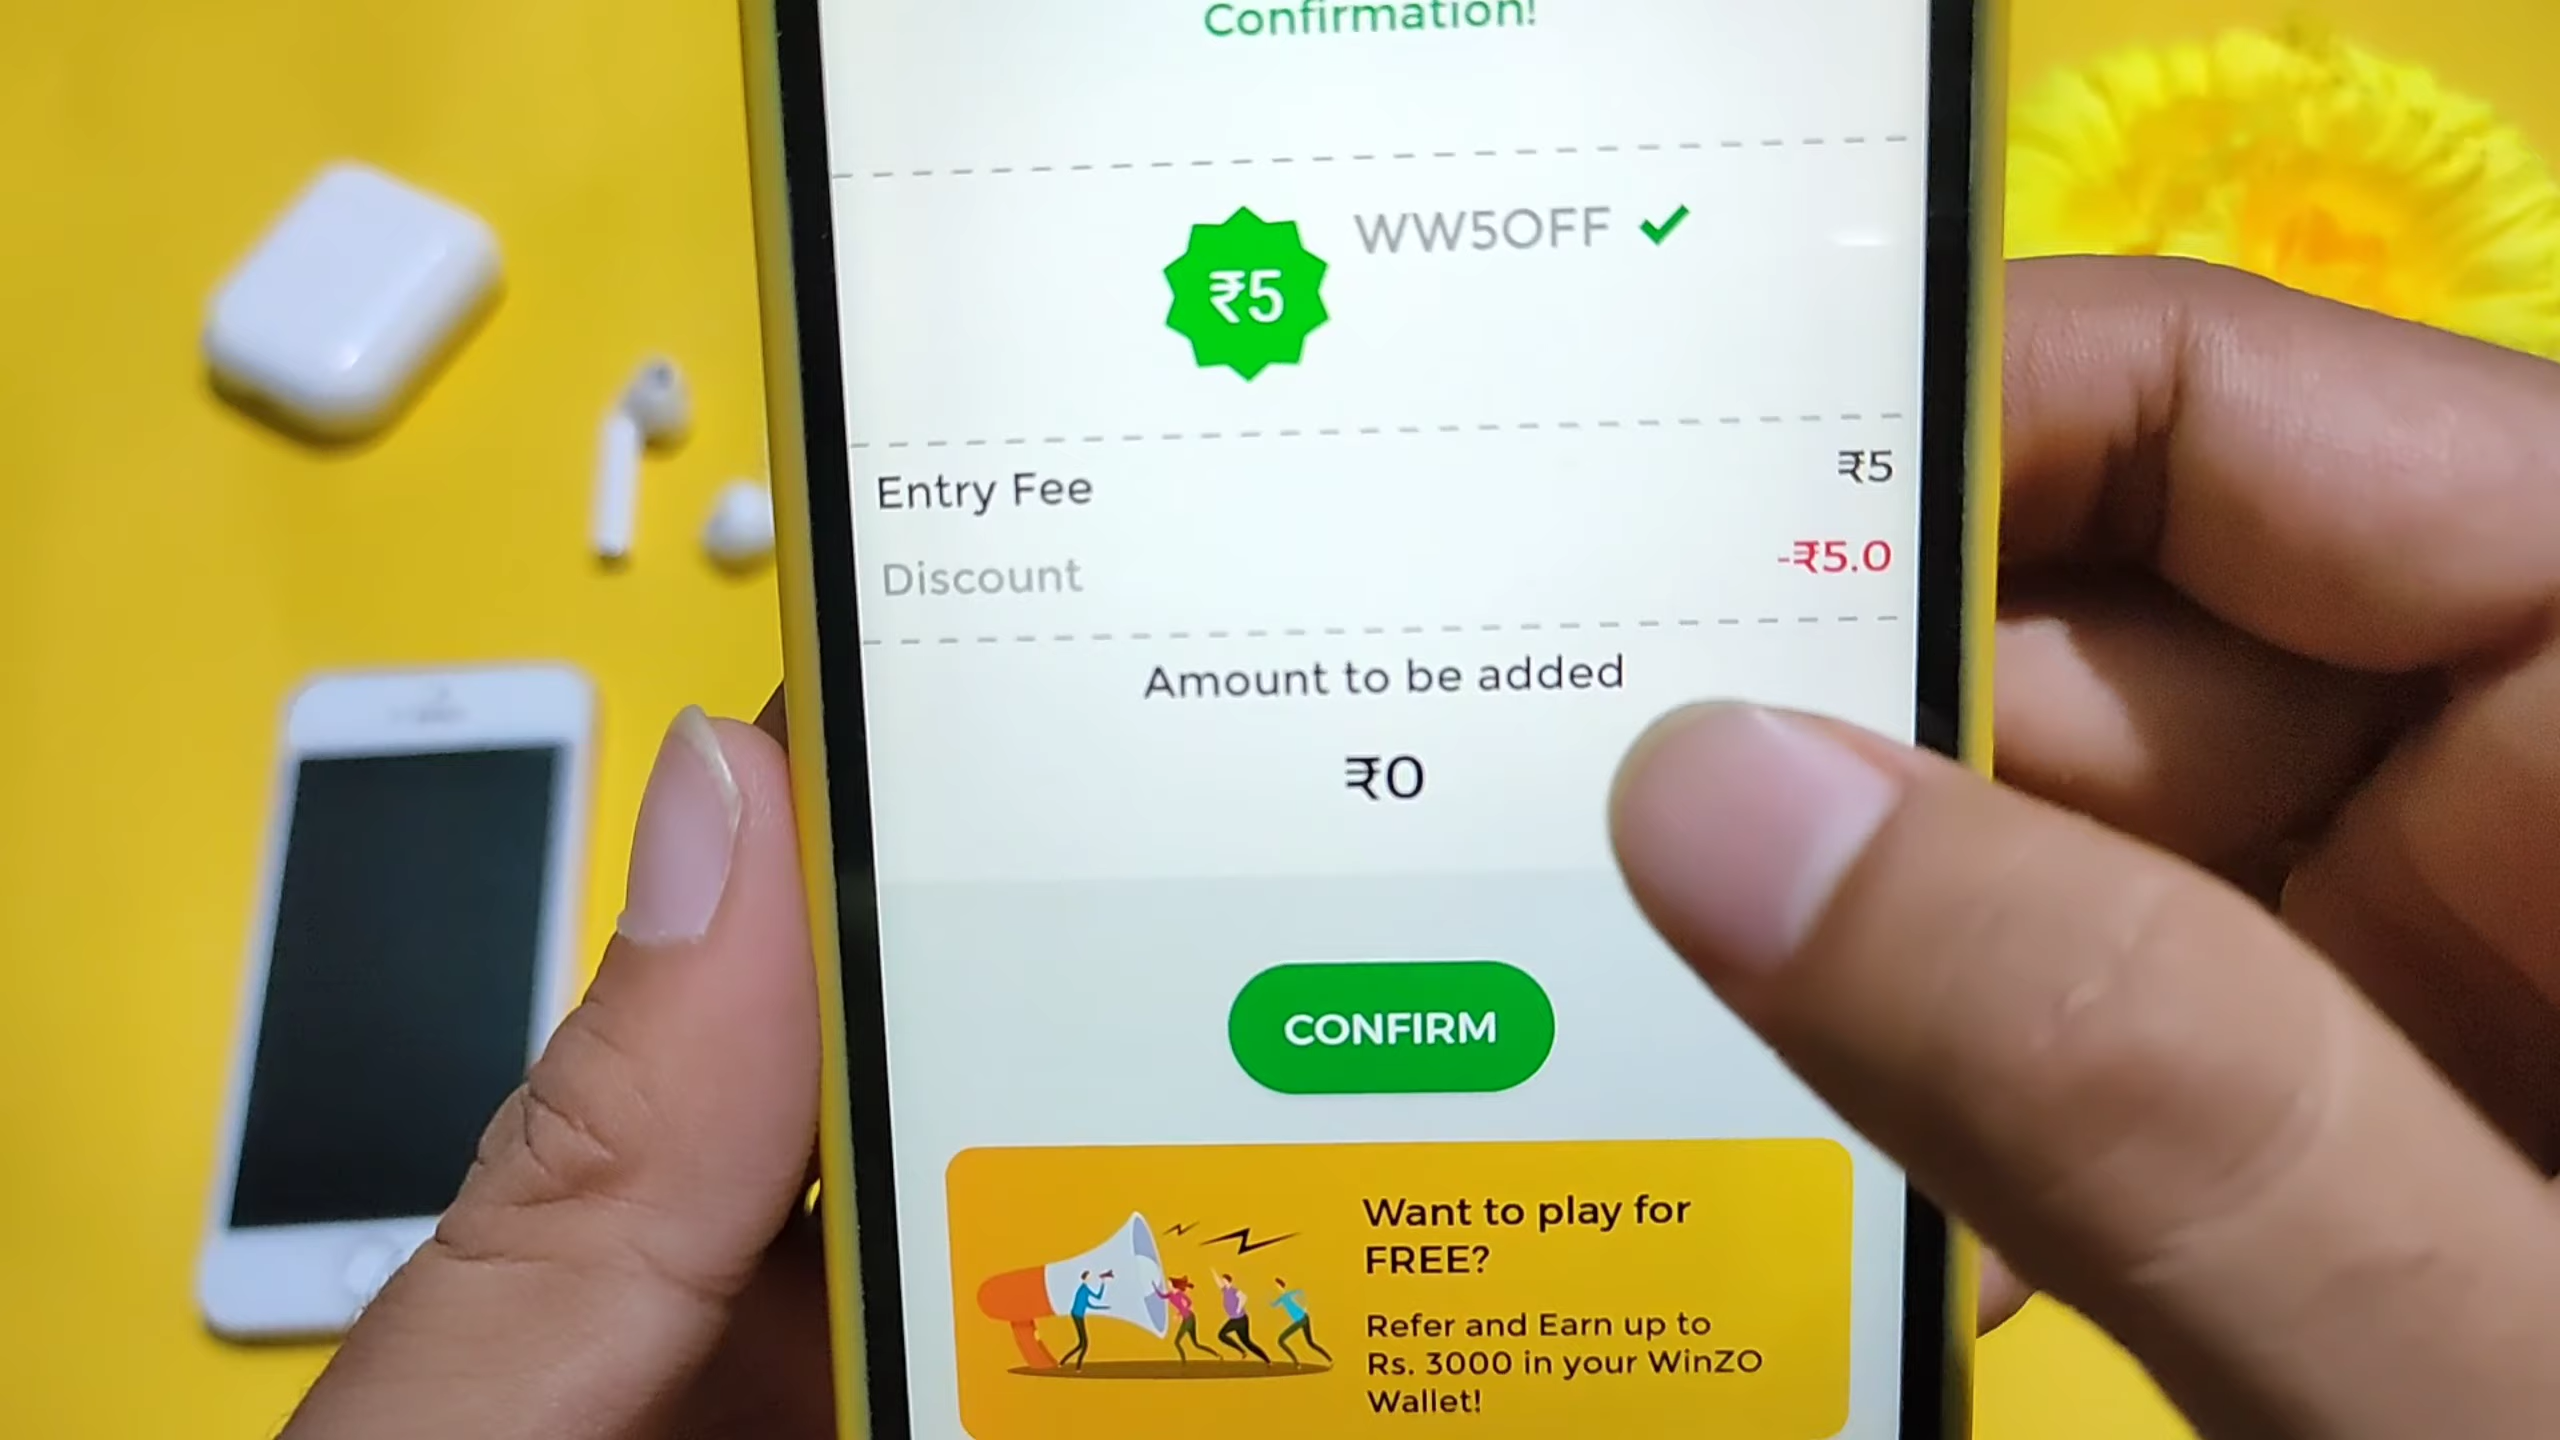 Confirmation!
WW5OFF
₹5
Entry Fee ₹5
Discount -₹5.0
Amount to be added
₹0
CONFIRM
Want to play for
FREE?
Refer and Earn up to
Rs. 3000 in your WinZO
Wallet!